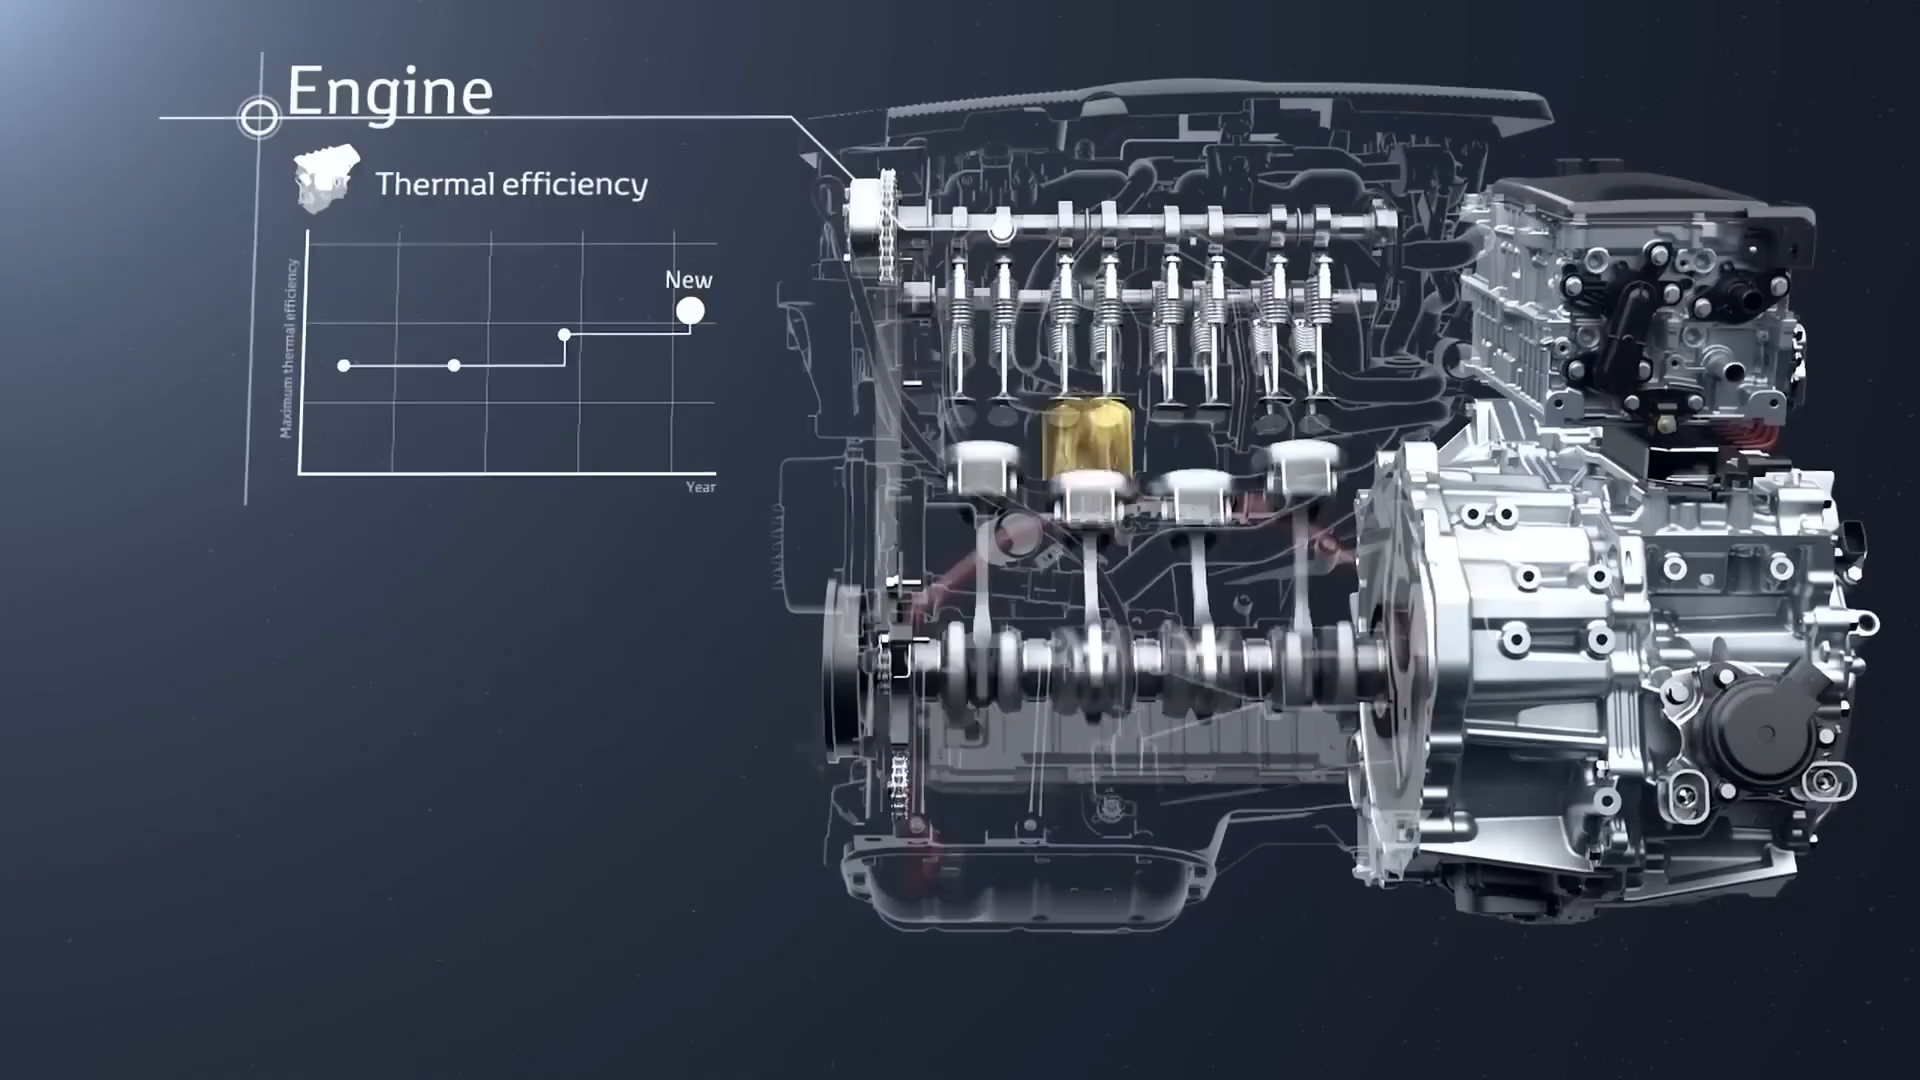 Engine
Thermal efficiency
New
Maximum thermal efficiency
Year